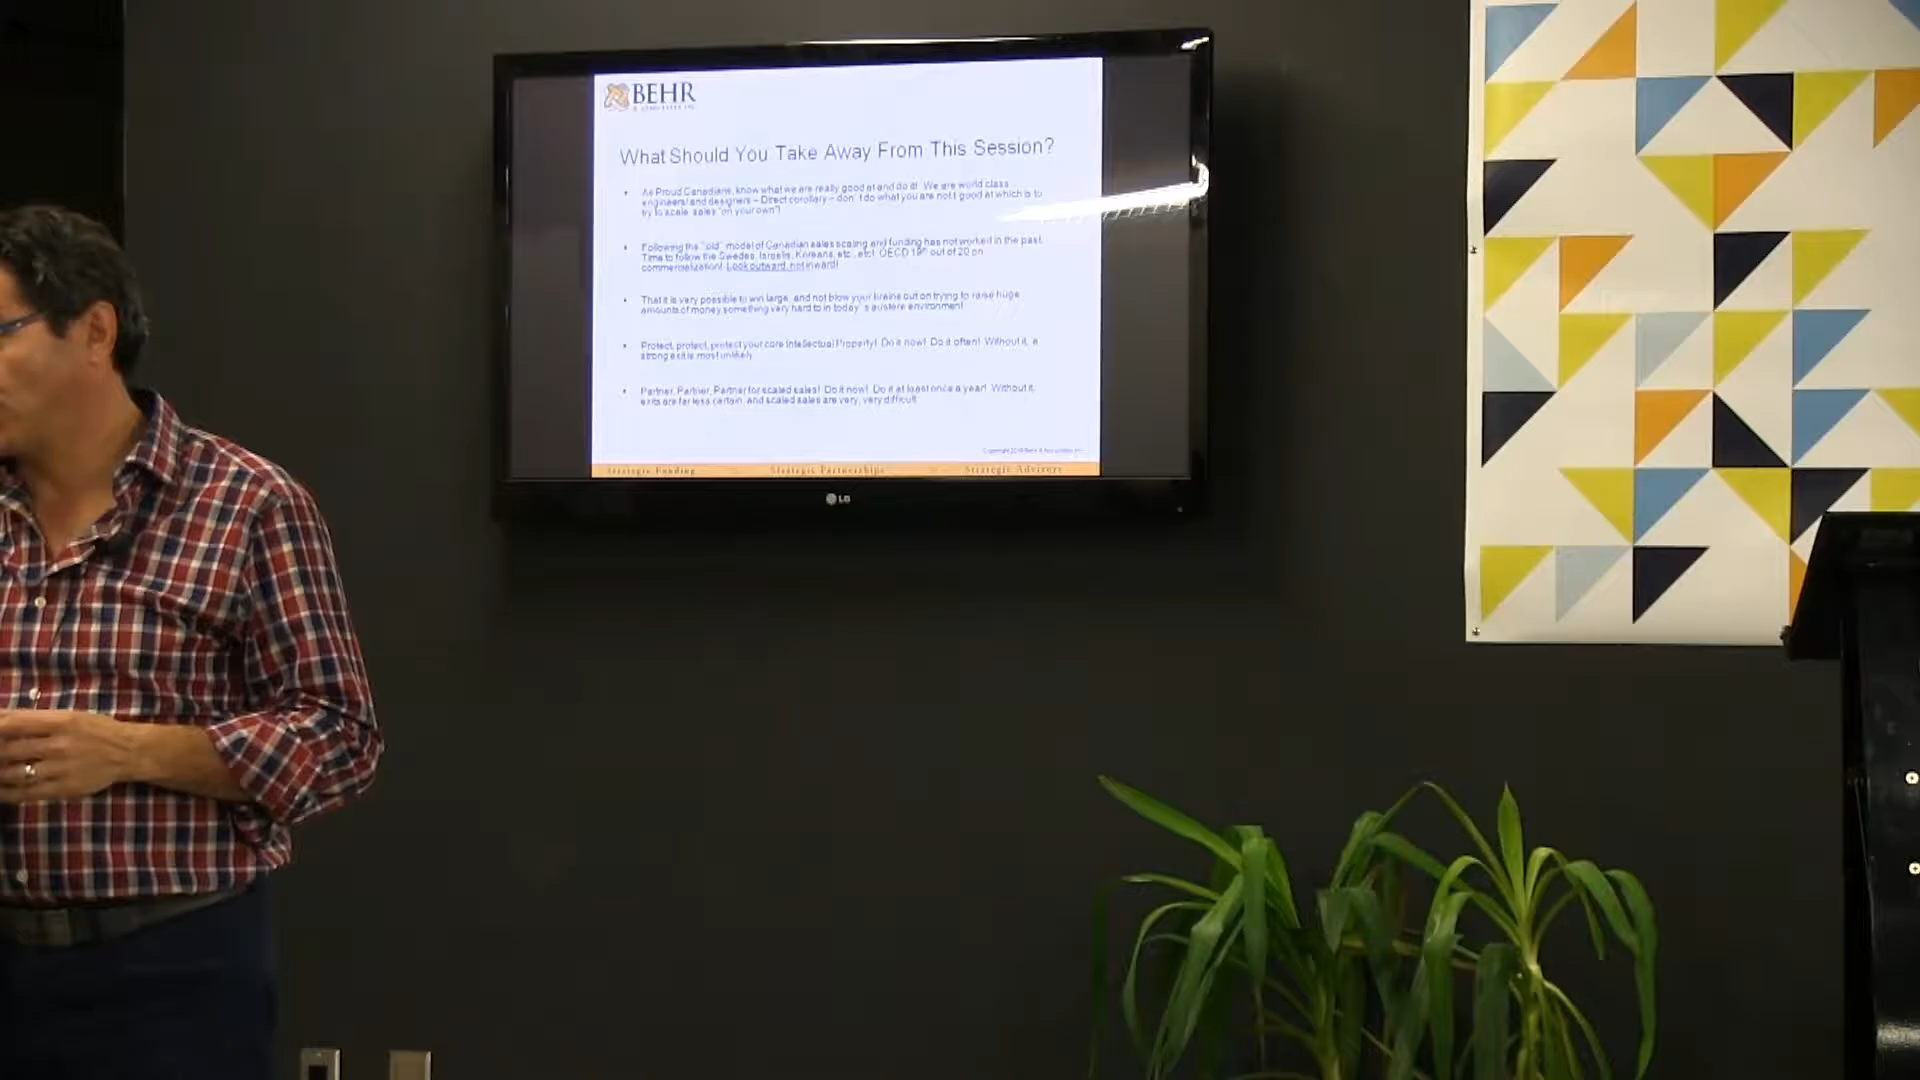 BEHR
What Should You Take Away From This Session?
As Proud Canadians, know what we are really good at and do it! We are world class
engineers! and designers – Direct corollary – don't do what you are not good at which is to
try to scale sales "on your own"!
Following the "old" model of Canadian sales scaling and funding has not worked in the past.
Time to follow the Swedes, Israelis, Koreans, etc., etc! OECD 19th out of 20 on
commercialization! Look outward, not inward!
That it is very possible to win large, and not blow your brains out on trying to raise huge
amounts of money something very hard to in today's austere environment!
Protect, protect, protect your core Intellectual Property! Do it now! Do it often! Without it, a
strong exit is most unlikely
Partner, Partner, Partner for scaled sales! Do it now! Do it at least once a year! Without it,
exits are far less certain, and scaled sales are very, very difficult
Strategic Funding Strategic Partnerships Strategic Advisory
LG